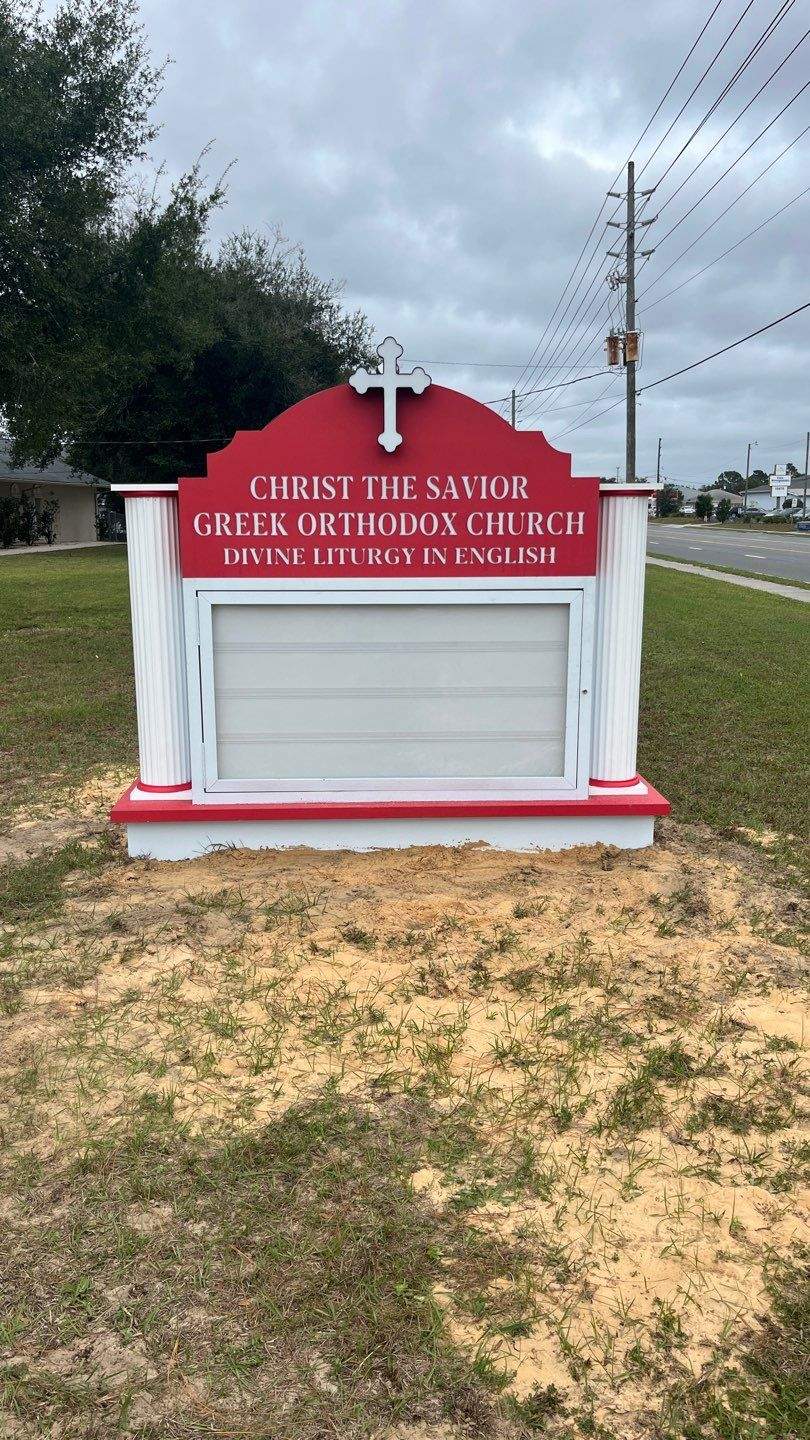 CHRIST THE SAVIOR
GREEK ORTHODOX CHURCH
DIVINE LITURGY IN ENGLISH